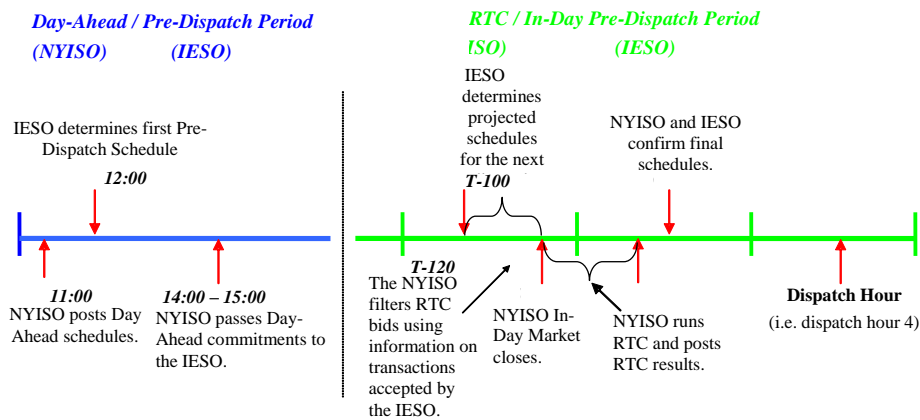 Day-Ahead / Pre-Dispatch Period
(NYISO) (IESO)
RTC / In-Day Pre-Dispatch Period
ISO) (IESO)
IESO determines first Pre-
Dispatch Schedule
12:00
IESO
determines
projected
schedules
for the next
T-100
NYISO and IESO
confirm final
schedules.
11:00
NYISO posts Day
Ahead schedules.
14:00 – 15:00
NYISO passes Day-
Ahead commitments to
the IESO.
T-120
The NYISO
filters RTC
bids using
information on
transactions
accepted by
the IESO.
NYISO In-
Day Market
closes.
NYISO runs
RTC and posts
RTC results.
Dispatch Hour
(i.e. dispatch hour 4)